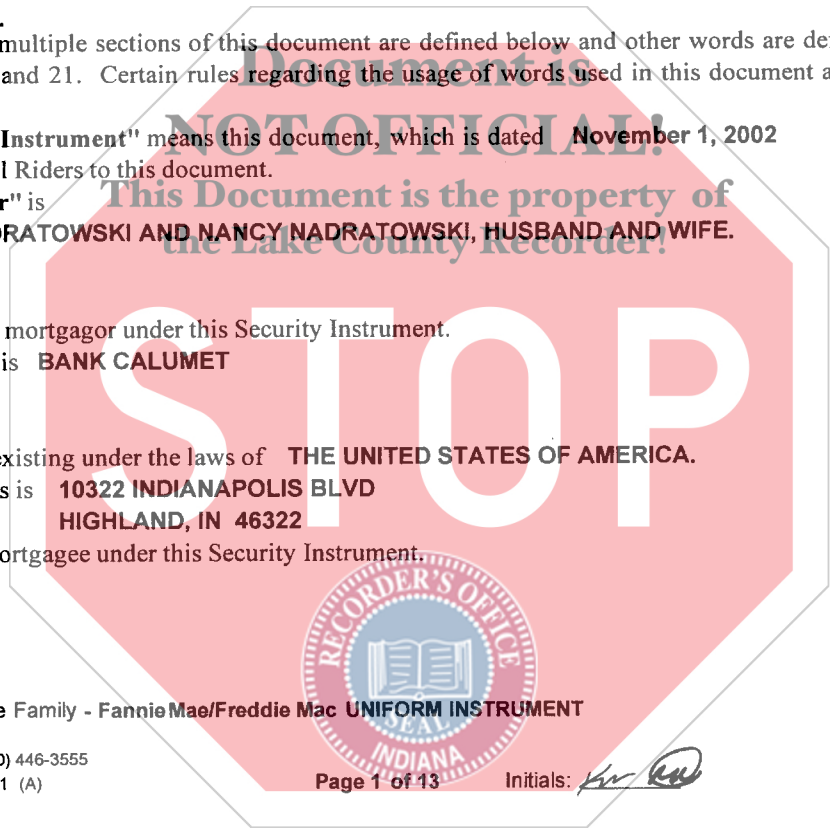 multiple sections of this document are defined below and other words are def
and 21. Certain rules regarding the usage of words used in this document a
Document is
Instrument" means this document, which is dated November 1, 2002
NOT OFFICIAL!
l Riders to this document.
This Document is the property of
r" is
RATOWSKI AND NANCY NADRATOWSKI, HUSBAND AND WIFE.
the Lake County Recorder!
STOP
mortgagor under this Security Instrument.
is BANK CALUMET
existing under the laws of THE UNITED STATES OF AMERICA.
s is 10322 INDIANAPOLIS BLVD
HIGHLAND, IN 46322
ortgagee under this Security Instrument.
RECORDER'S OFFICE
SEAL
INDIANA
e Family - Fannie Mae/Freddie Mac UNIFORM INSTRUMENT
0) 446-3555
1 (A)
Page 1 of 13
Initials: